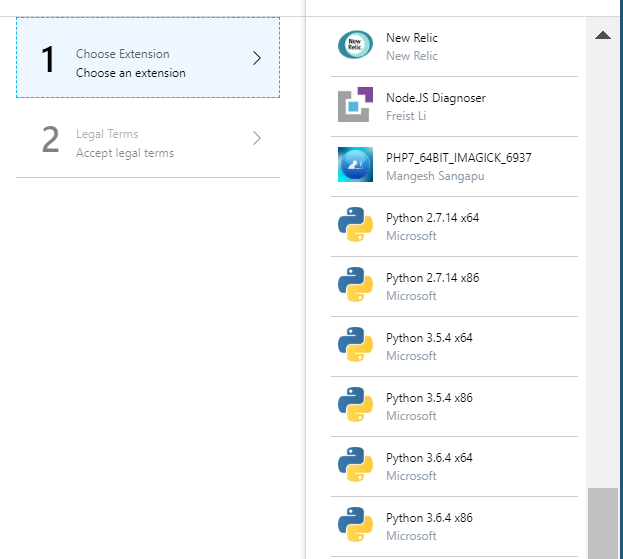 1
Choose Extension
Choose an extension
2
Legal Terms
Accept legal terms
New Relic.
New Relic
New Relic
Node.JS Diagnoser
Freist Li
PHP7_64BIT_IMAGICK_6937
Mangesh Sangapu
Python 2.7.14 x64
Microsoft
Python 2.7.14 x86
Microsoft
Python 3.5.4 x64
Microsoft
Python 3.5.4 x86
Microsoft
Python 3.6.4 x64
Microsoft
Python 3.6.4 x86
Microsoft